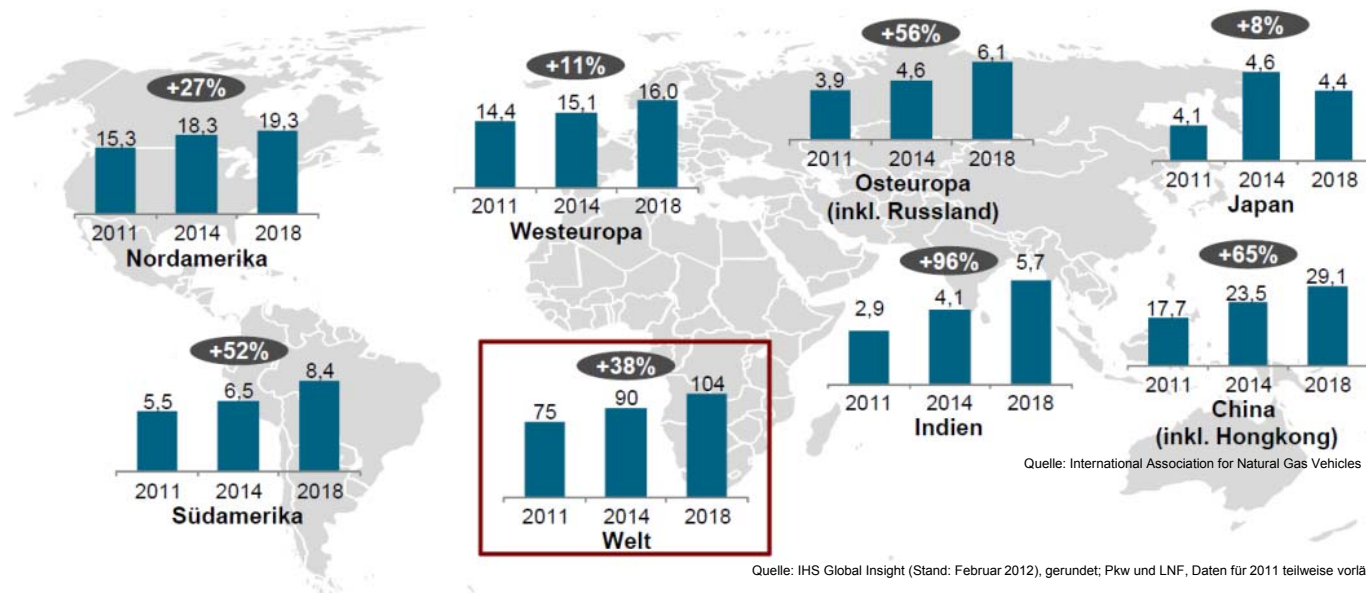 +27%
15,3 18,3 19,3
2011 2014 2018
Nordamerika
+11%
14,4 15,1 16,0
2011 2014 2018
Westeuropa
+56%
3,9 4,6 6,1
2011 2014 2018
Osteuropa
(inkl. Russland)
+8%
4,1 4,6 4,4
2011 2014 2018
Japan
+52%
5,5 6,5 8,4
2011 2014 2018
Südamerika
+38%
75 90 104
2011 2014 2018
Welt
+96%
2,9 4,1 5,7
2011 2014 2018
Indien
+65%
17,7 23,5 29,1
2011 2014 2018
China
(inkl. Hongkong)
Quelle: International Association for Natural Gas Vehicles
Quelle: IHS Global Insight (Stand: Februar 2012), gerundet; Pkw und LNF, Daten für 2011 teilweise vorlä